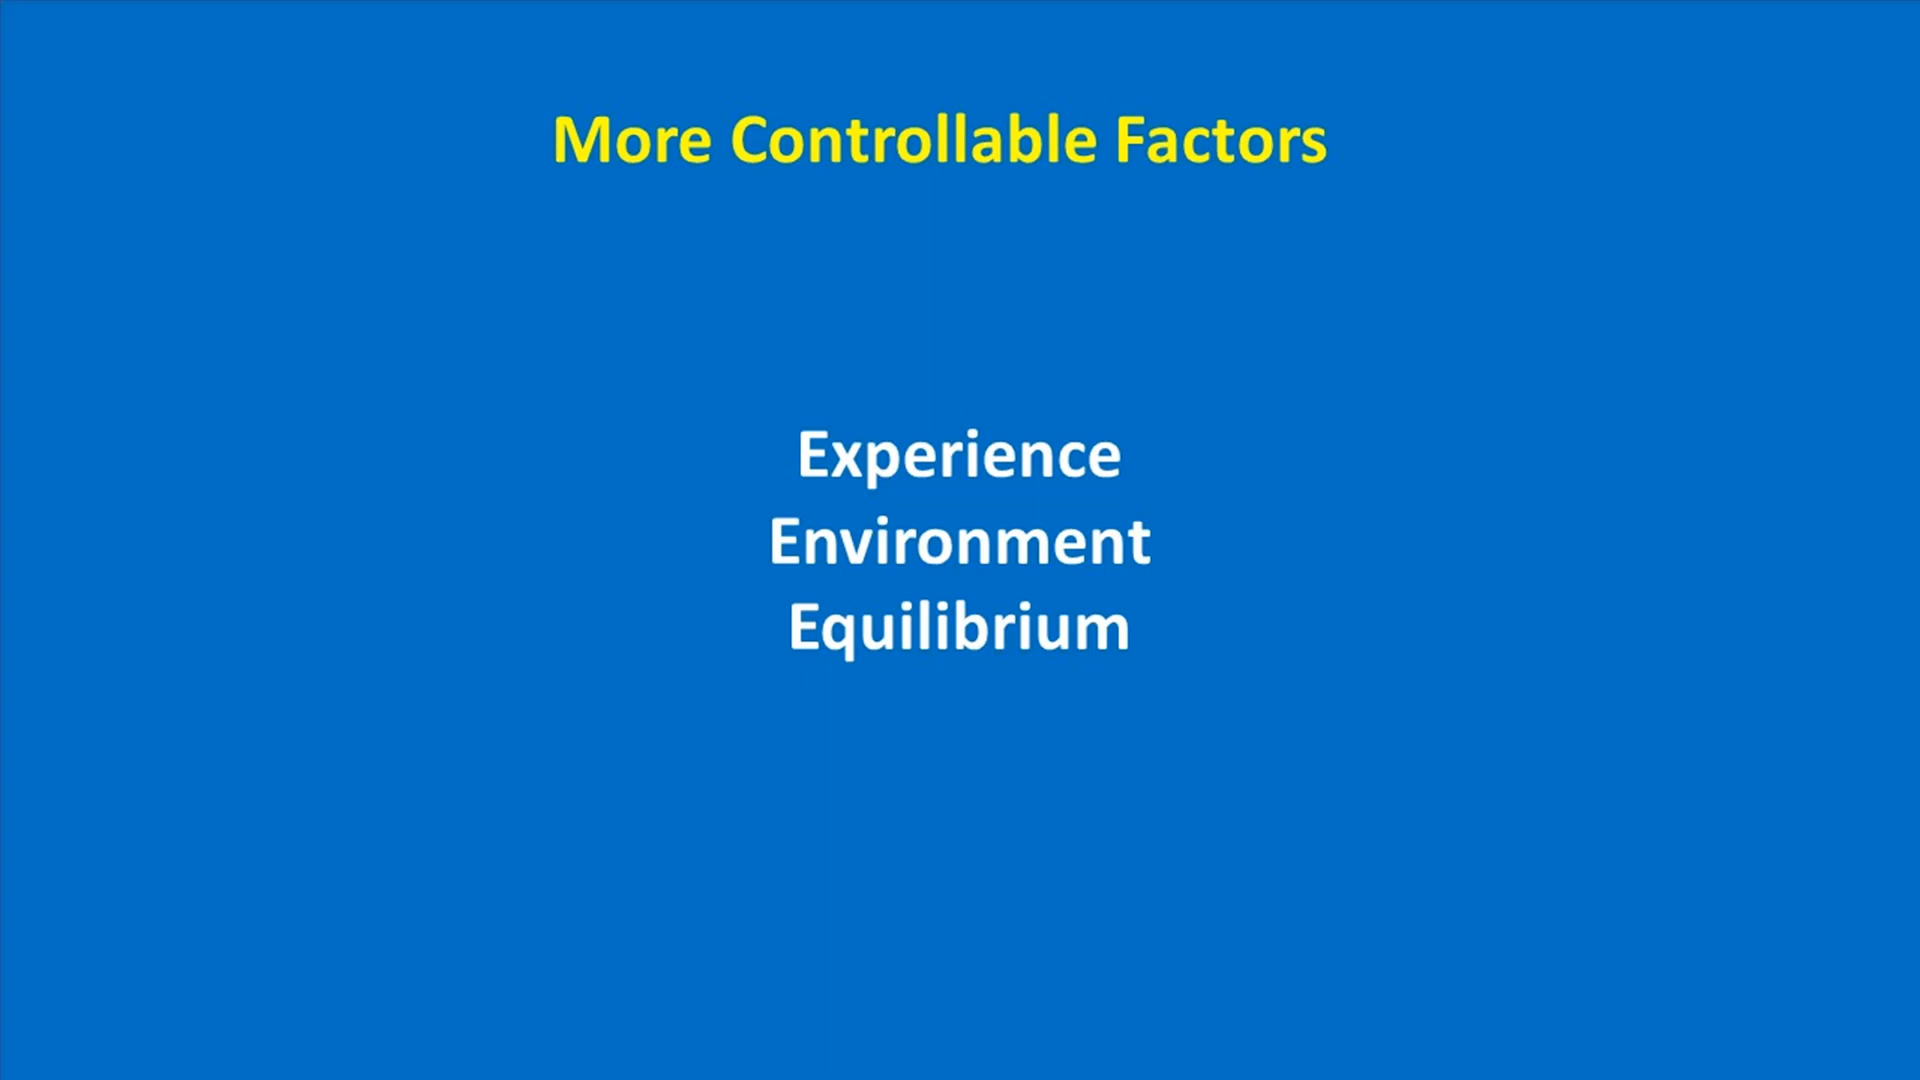 More Controllable Factors
Experience
Environment
Equilibrium